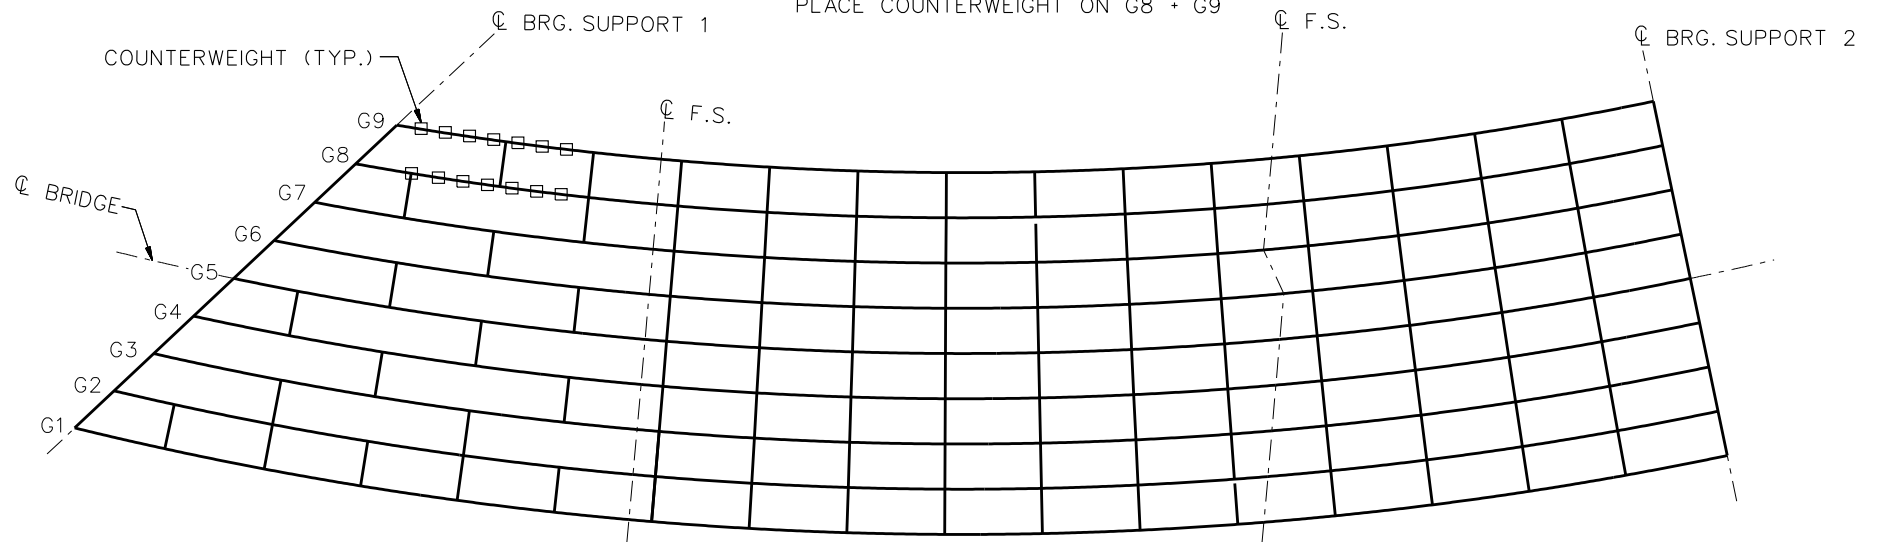 PLACE COUNTERWEIGHT ON G8 + G9
℄ BRG. SUPPORT 1
℄ F.S.
℄ BRG. SUPPORT 2
COUNTERWEIGHT (TYP.)
℄ F.S.
G9
G8
G7
℄ BRIDGE
G6
G5
G4
G3
G2
G1